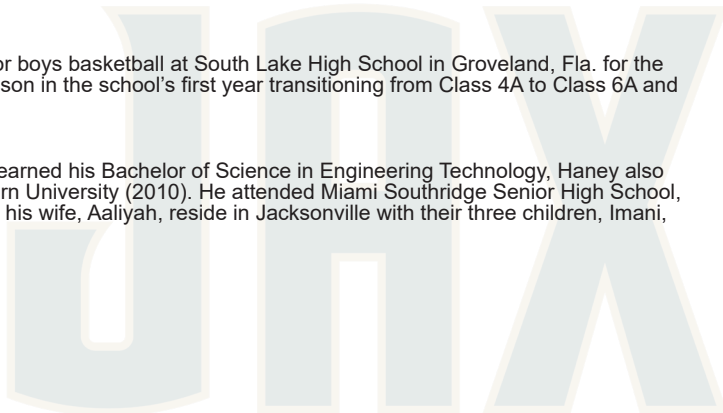 or boys basketball at South Lake High School in Groveland, Fla. for the
son in the school’s first year transitioning from Class 4A to Class 6A and
earned his Bachelor of Science in Engineering Technology, Haney also
rn University (2010). He attended Miami Southridge Senior High School,
his wife, Aaliyah, reside in Jacksonville with their three children, Imani,
JAX